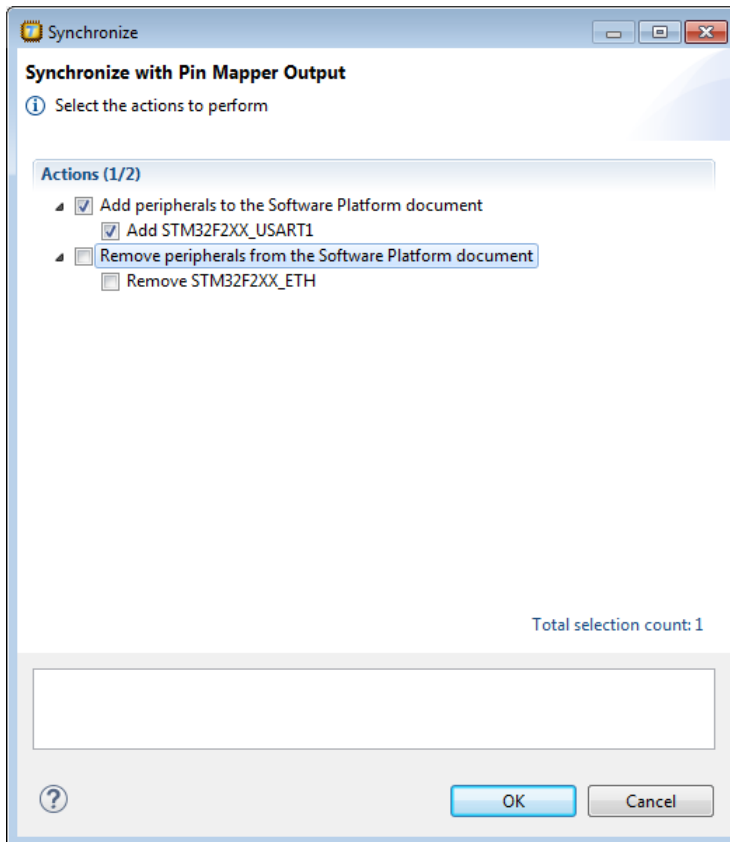 Synchronize
Synchronize with Pin Mapper Output
Select the actions to perform
Actions (1/2)
Add peripherals to the Software Platform document
Add STM32F2XX_USART1
Remove peripherals from the Software Platform document
Remove STM32F2XX_ETH
Total selection count: 1
OK Cancel